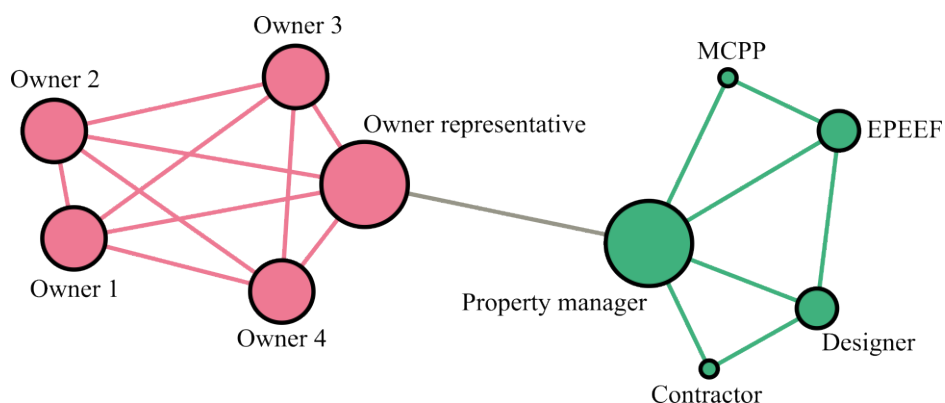 Owner 3
MCPP
Owner 2
Owner representative
EPEEF
Owner 1
Property manager
Owner 4
Designer
Contractor